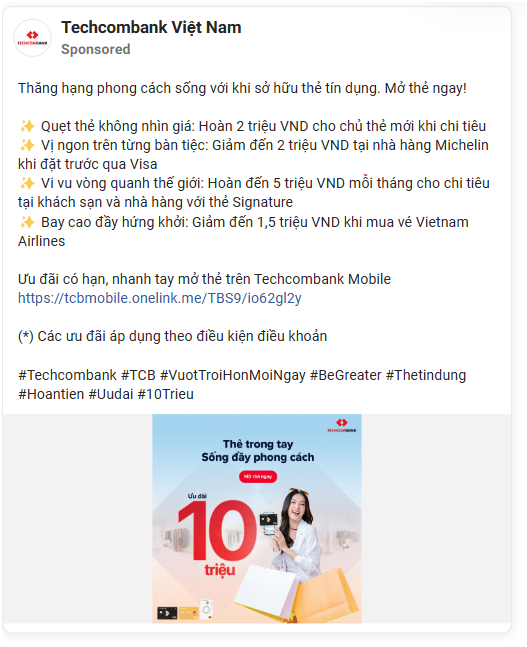 TECHCOMBANK
Techcombank Việt Nam
Sponsored
Thăng hạng phong cách sống với khi sở hữu thẻ tín dụng. Mở thẻ ngay!
✨ Quẹt thẻ không nhìn giá: Hoàn 2 triệu VND cho chủ thẻ mới khi chi tiêu
✨ Vị ngon trên từng bàn tiệc: Giảm đến 2 triệu VND tại nhà hàng Michelin
khi đặt trước qua Visa
✨ Vi vu vòng quanh thế giới: Hoàn đến 5 triệu VND mỗi tháng cho chi tiêu
tại khách sạn và nhà hàng với thẻ Signature
✨ Bay cao đầy hứng khởi: Giảm đến 1,5 triệu VND khi mua vé Vietnam
Airlines
Ưu đãi có hạn, nhanh tay mở thẻ trên Techcombank Mobile
https://tcbmobile.onelink.me/TBS9/io62gl2y
(*) Các ưu đãi áp dụng theo điều kiện điều khoản
#Techcombank #TCB #VuotTroiHonMoiNgay #BeGreater #Thetindung
#Hoantien #Uudai #10Trieu
TECHCOMBANK
Thẻ trong tay
Sống đầy phong cách
Mở thẻ ngay
Ưu đãi
10
triệu